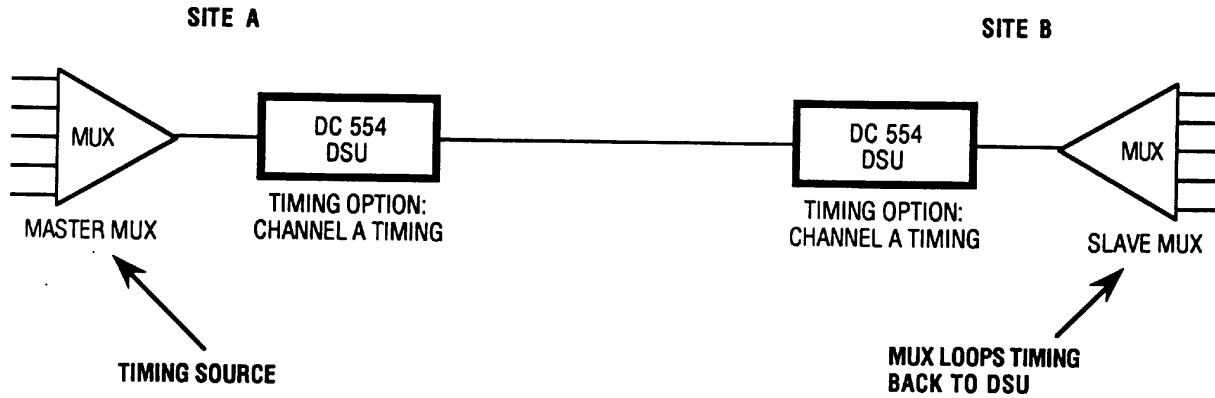 SITE A
SITE B
MUX
DC 554
DSU
DC 554
DSU
MUX
MASTER MUX
TIMING OPTION:
CHANNEL A TIMING
TIMING OPTION:
CHANNEL A TIMING
SLAVE MUX
TIMING SOURCE
MUX LOOPS TIMING
BACK TO DSU